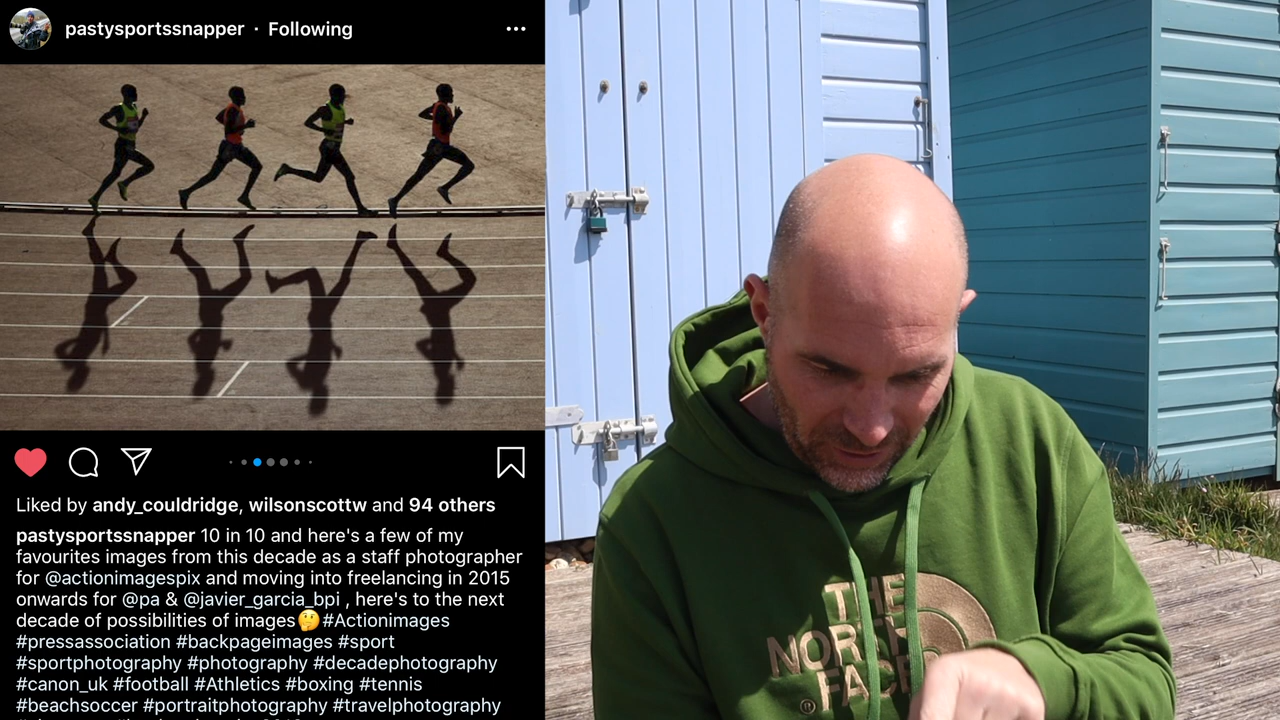 pastysportssnapper · Following
Liked by andy_couldridge, wilsonscottw and 94 others
pastysportssnapper 10 in 10 and here's a few of my
favourites images from this decade as a staff photographer
for @actionimagespix and moving into freelancing in 2015
onwards for @pa & @javier_garcia_bpi , here's to the next
decade of possibilities of images🤔#Actionimages
#pressassociation #backpageimages #sport
#sportphotography #photography #decadephotography
#canon_uk #football #Athletics #boxing #tennis
#beachsoccer #portraitphotography #travelphotography
THE
NORTH
FACE